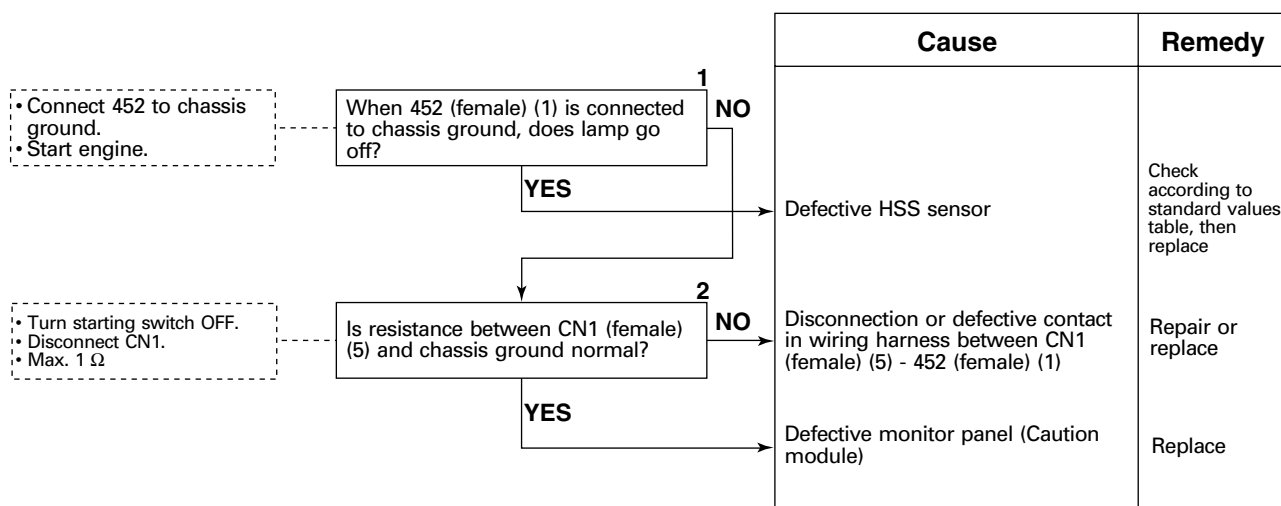 Cause
Remedy
1
• Connect 452 to chassis
ground.
• Start engine.
When 452 (female) (1) is connected
to chassis ground, does lamp go
off?
NO
YES
Defective HSS sensor
Check
according to
standard values
table, then
replace
2
• Turn starting switch OFF.
• Disconnect CN1.
• Max. 1 Ω
Is resistance between CN1 (female)
(5) and chassis ground normal?
NO
Disconnection or defective contact
in wiring harness between CN1
(female) (5) - 452 (female) (1)
Repair or
replace
YES
Defective monitor panel (Caution
module)
Replace